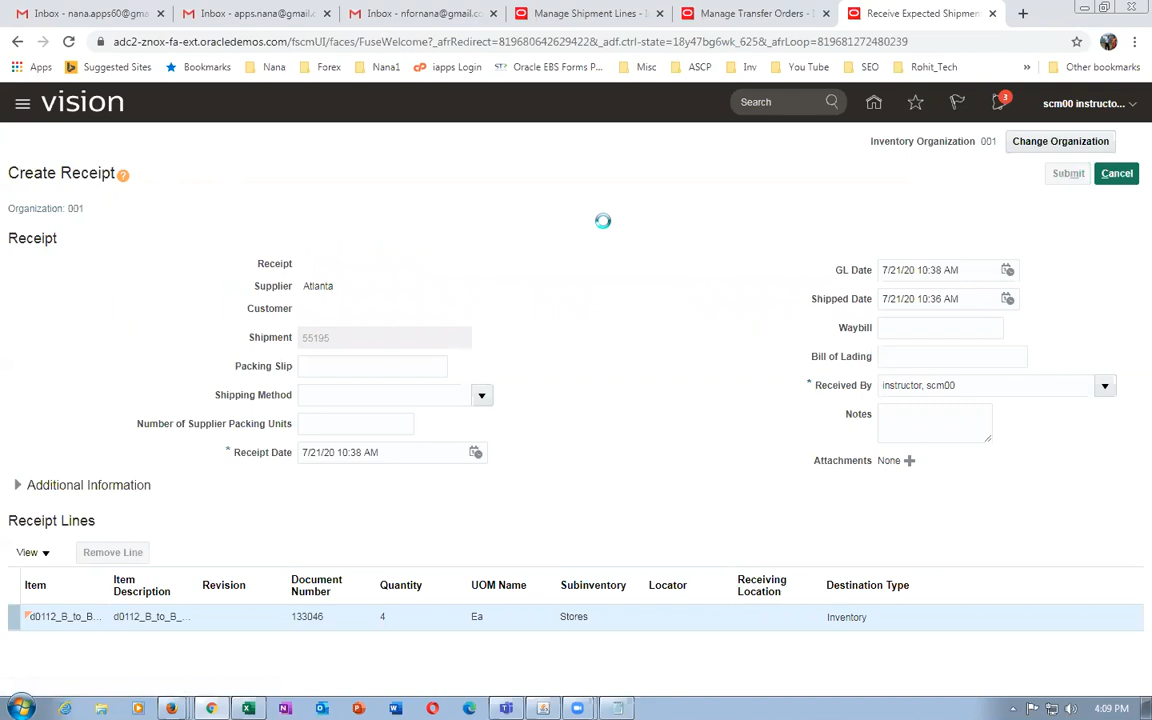 Inbox - nana.apps60@gma
Inbox - apps.nana@gmail.c
Inbox - nfornana@gmail.cc
Manage Shipment Lines - I
Manage Transfer Orders - 
Receive Expected Shipmen
adc2-znox-fa-ext.oracledemos.com/fscmUI/faces/FuseWelcome?_afrRedirect=819680642629422&_adf.ctrl-state=18y47bg6wk_625&_afrLoop=819681272480239
Apps Suggested Sites Bookmarks Nana Forex Nana1 iapps Login Oracle EBS Forms P... Misc ASCP Inv You Tube SEO Rohit_Tech » Other bookmarks
vision
Search
3
scm00 instructo...
Inventory Organization 001 Change Organization
Create Receipt ?
Submit Cancel
Organization: 001
Receipt
Receipt
Supplier Atlanta
Customer
Shipment 55195
Packing Slip
Shipping Method
Number of Supplier Packing Units
* Receipt Date 7/21/20 10:38 AM
GL Date 7/21/20 10:38 AM
Shipped Date 7/21/20 10:36 AM
Waybill
Bill of Lading
* Received By instructor, scm00
Notes
Attachments None
Additional Information
Receipt Lines
View Remove Line
Item
Item Description
Revision
Document Number
Quantity
UOM Name
Subinventory
Locator
Receiving Location
Destination Type
d0112_B_to_B... d0112_B_to_B_... 133046 4 Ea Stores Inventory
4:09 PM